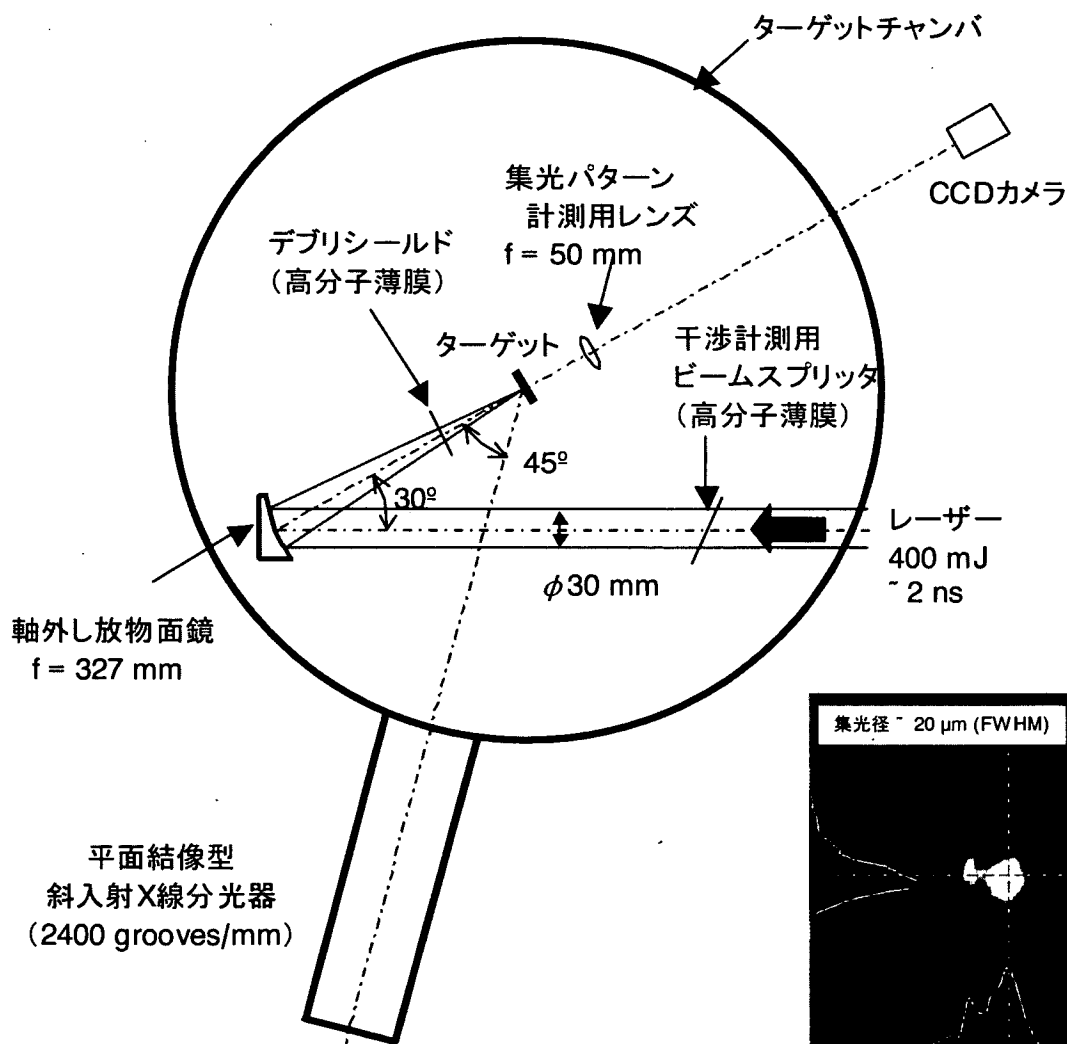 ターゲットチャンバ
CCDカメラ
集光パターン
計測用レンズ
f = 50 mm
デブリシールド
（高分子薄膜）
ターゲット
干渉計測用
ビームスプリッタ
（高分子薄膜）
45º
30º
φ30 mm
レーザー
400 mJ
~ 2 ns
軸外し放物面鏡
f = 327 mm
平面結像型
斜入射X線分光器
（2400 grooves/mm）
集光径 ~ 20 µm (FWHM)